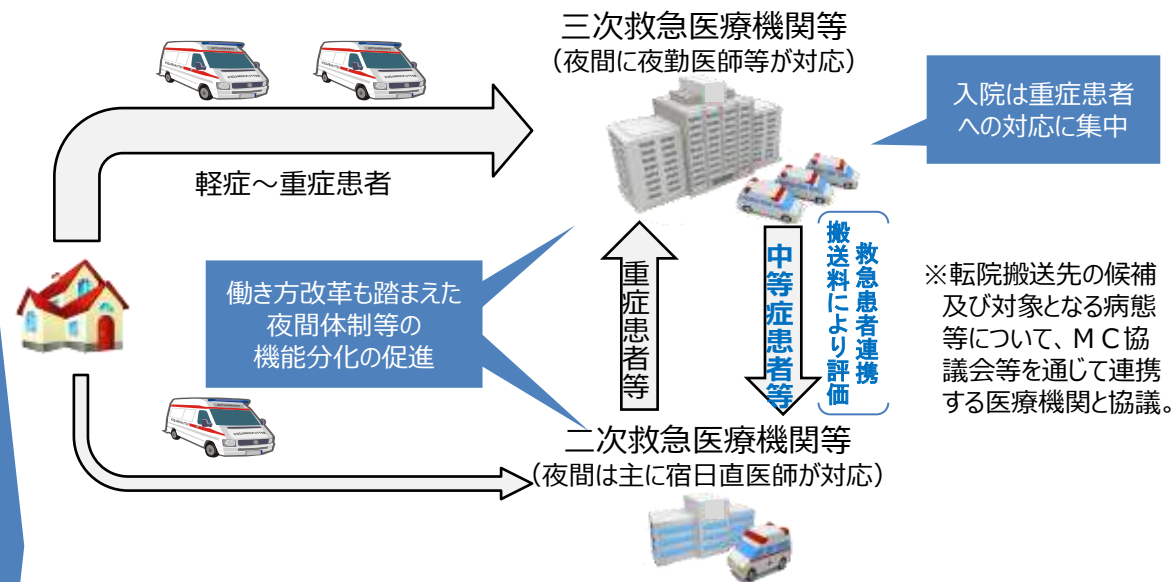 三次救急医療機関等
（夜間に夜勤医師等が対応）
入院は重症患者
への対応に集中
軽症～重症患者
働き方改革も踏まえた
夜間体制等の
機能分化の促進
重症患者等
中等症患者等
救急患者連携
搬送料により評価
※転院搬送先の候補
及び対象となる病態
等について、ＭＣ協
議会等を通じて連携
する医療機関と協議。
二次救急医療機関等
（夜間は主に宿日直医師が対応）